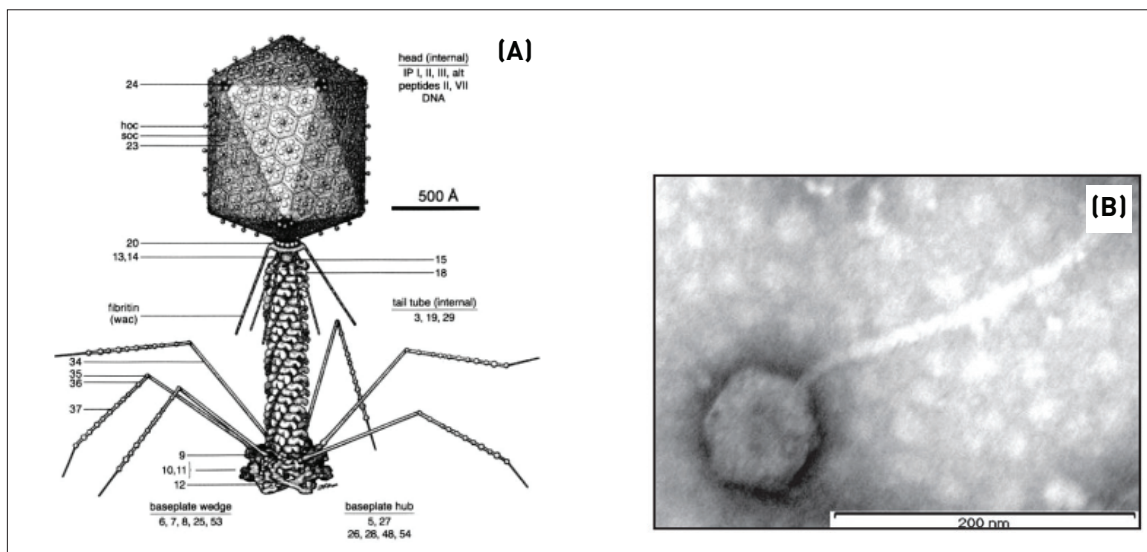 (A)
head (internal)
IP I, II, III, alt
peptides II, VII
DNA
24
hoc
soc
23
500 Å
20
13,14
15
18
fibritin
(wac)
tail tube (internal)
3, 19, 29
34
35
36
37
9
10, 11}
12
baseplate wedge
6, 7, 8, 25, 53
baseplate hub
5, 27
26, 28, 48, 54
(B)
200 nm